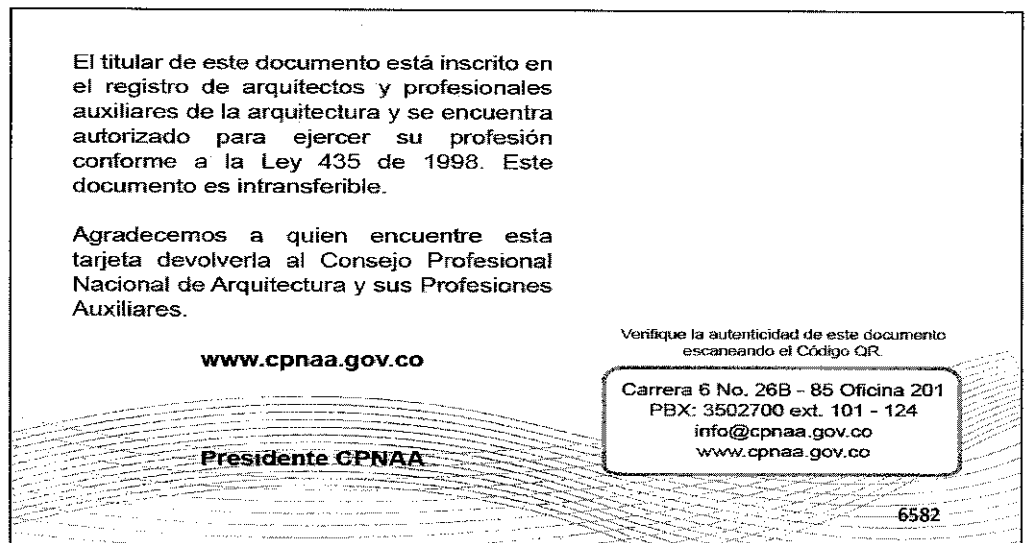 El titular de este documento está inscrito en
el registro de arquitectos y profesionales
auxiliares de la arquitectura y se encuentra
autorizado para ejercer su profesión
conforme a la Ley 435 de 1998. Este
documento es intransferible.
Agradecemos a quien encuentre esta
tarjeta devolverla al Consejo Profesional
Nacional de Arquitectura y sus Profesiones
Auxiliares.
www.cpnaa.gov.co
Presidente CPNAA
Verifique la autenticidad de este documento
escaneando el Código QR.
Carrera 6 No. 26B - 85 Oficina 201
PBX: 3502700 ext. 101 - 124
info@cpnaa.gov.co
www.cpnaa.gov.co
6582